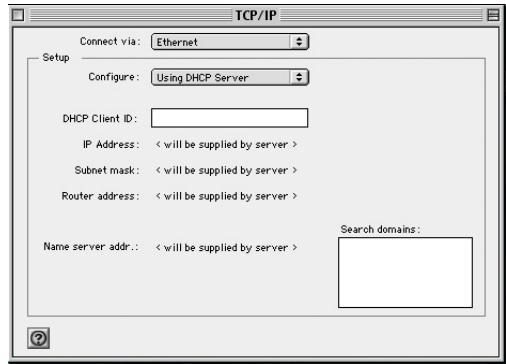 TCP/IP
Connect via: Ethernet
Setup
Configure: Using DHCP Server
DHCP Client ID:
IP Address: < will be supplied by server >
Subnet mask: < will be supplied by server >
Router address: < will be supplied by server >
Search domains:
Name server addr.: < will be supplied by server >
?